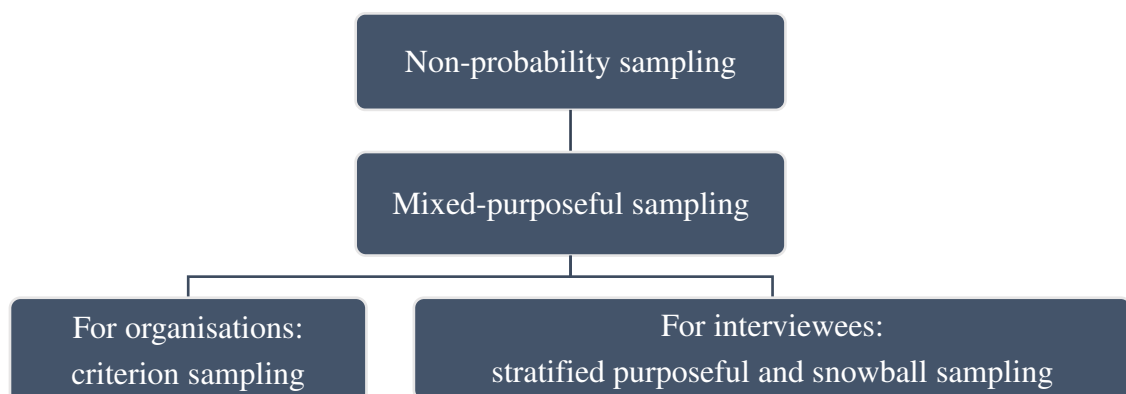 Non-probability sampling
Mixed-purposeful sampling
For organisations:
criterion sampling
For interviewees:
stratified purposeful and snowball sampling